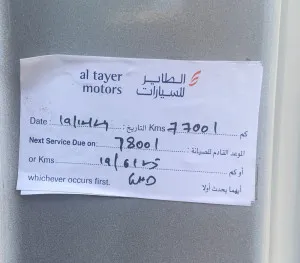 الطاير
للسيارات
al tayer
motors
Date : التاريخ : Kms 77001 كم
Next Service Due on 78001 الموعد القادم للصيانة:
or Kms أو كم
whichever occurs first. أيهما يحدث أولا